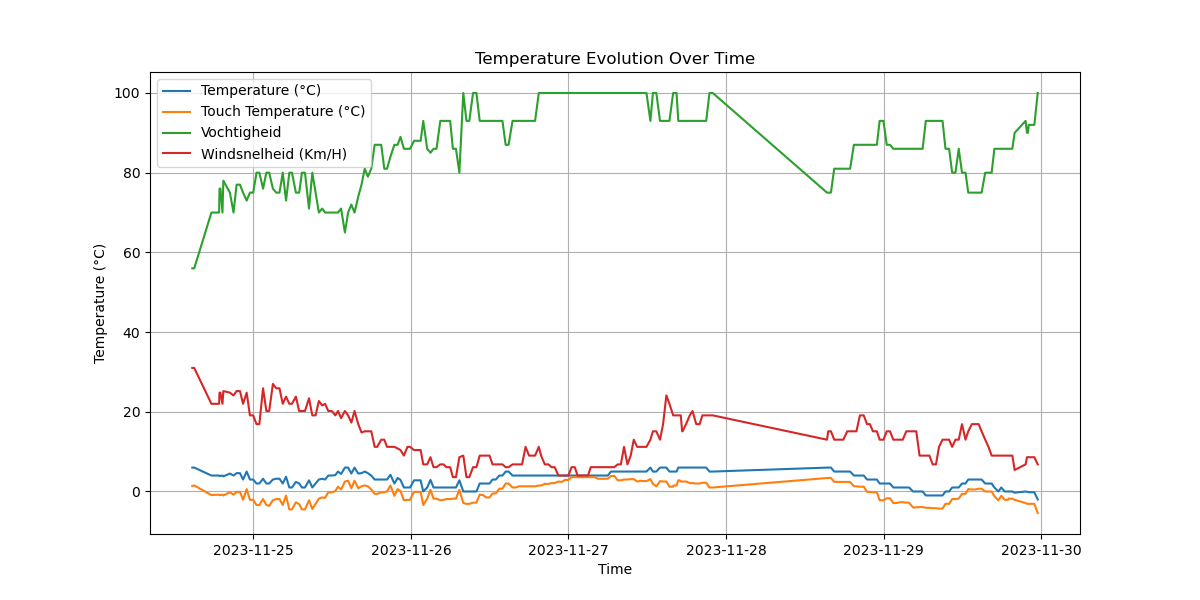 Temperature Evolution Over Time
Temperature (°C)
Touch Temperature (°C)
Vochtigheid
Windsnelheid (Km/H)
100
80
60
40
20
0
Temperature (°C)
2023-11-25
2023-11-26
2023-11-27
2023-11-28
2023-11-29
2023-11-30
Time